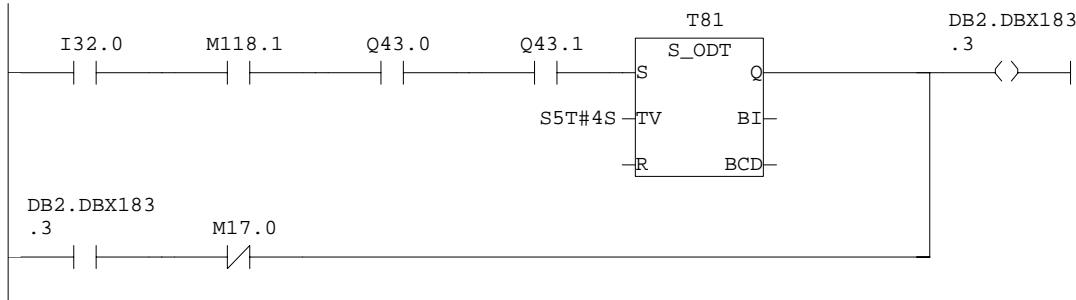 T81
DB2.DBX183
.3
I32.0
M118.1
Q43.0
Q43.1
S_ODT
S
Q
S5T#4S
TV
BI
R
BCD
DB2.DBX183
.3
M17.0